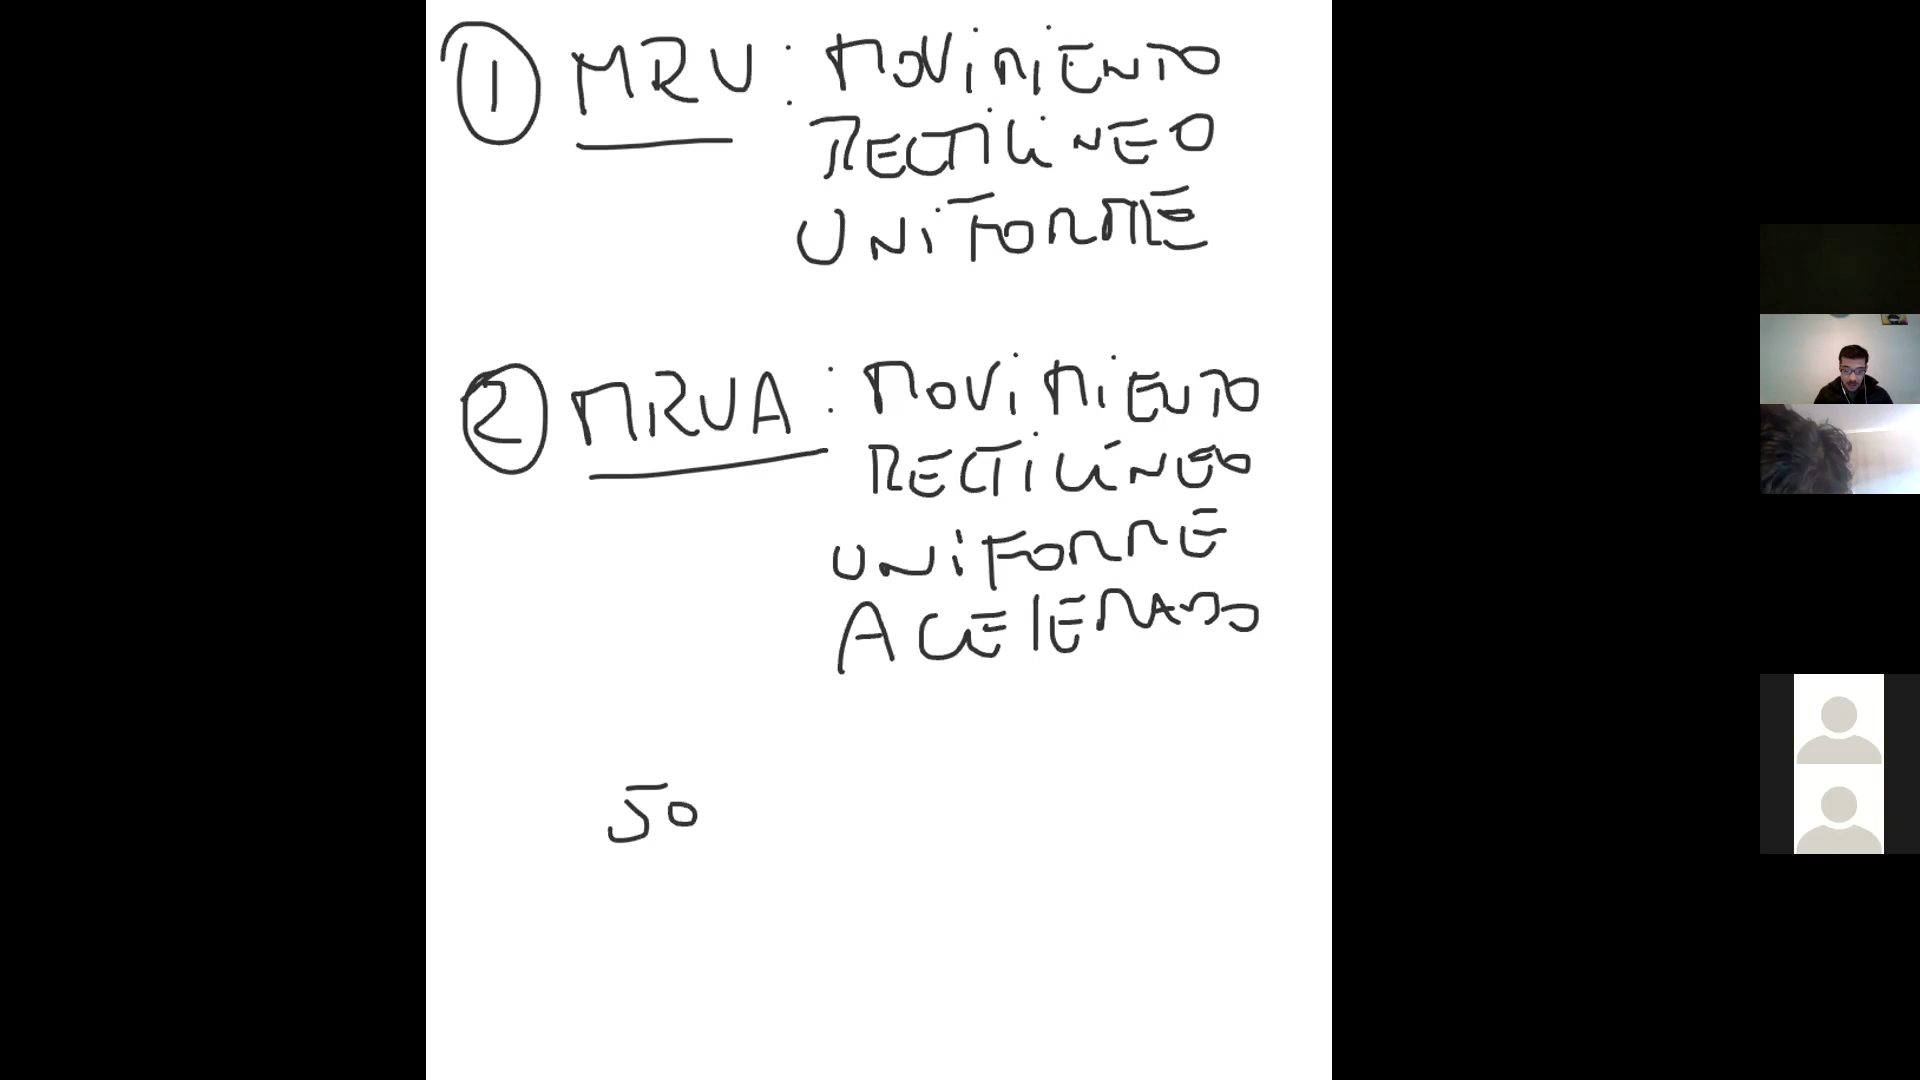 1 MRU: MOVIMIENTO
RECTILINEO
UNIFORME
2 MRUA: MOVIMIENTO
RECTILINEO
UNIFORME
ACELERADO
50